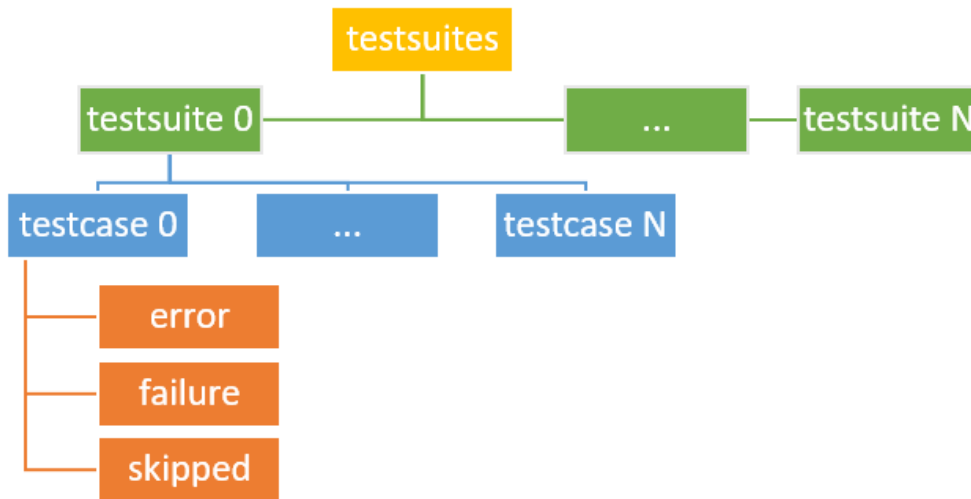 testsuites
testsuite 0
...
testsuite N
testcase 0
...
testcase N
error
failure
skipped